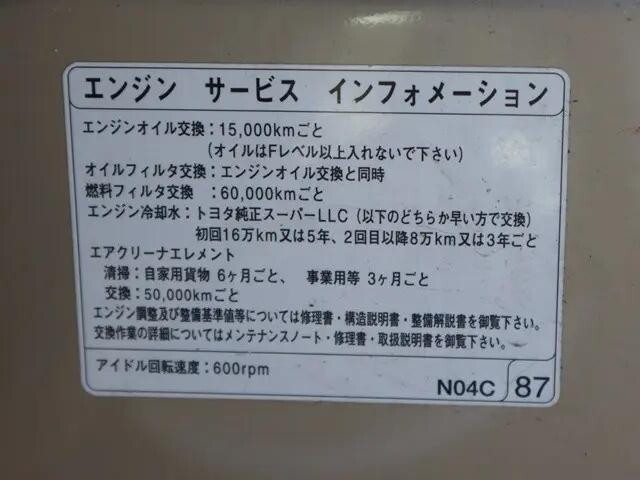 エンジン サービス インフォメーション
エンジンオイル交換：15,000kmごと
(オイルはFレベル以上入れないで下さい)
オイルフィルタ交換：エンジンオイル交換と同時
燃料フィルタ交換 ：60,000kmごと
エンジン冷却水：トヨタ純正スーパーLLC（以下のどちらか早い方で交換)
初回16万km又は5年、2回目以降8万km又は3年ごと
エアクリーナエレメント
清掃：自家用貨物 6ヶ月ごと、 事業用等 3ヶ月ごと
交換：50,000kmごと
エンジン調整及び整備基準値等については修理書・構造説明書・整備解説書を御覧下さい。
交換作業の詳細についてはメンテナンスノート・修理書・取扱説明書を御覧下さい。
アイドル回転速度：600rpm
N04C 87